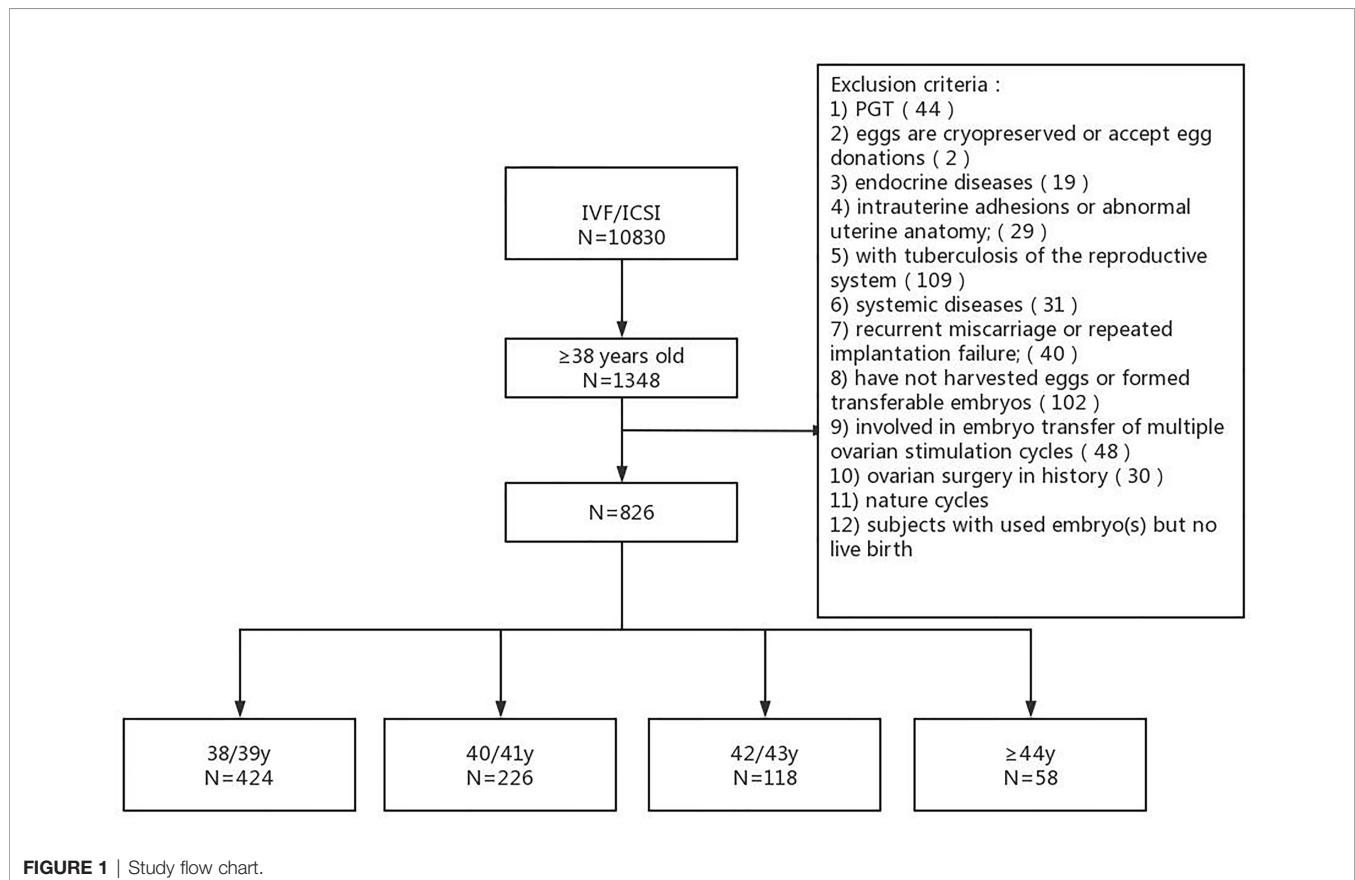 IVF/ICSI
N=10830
≥38 years old
N=1348
Exclusion criteria :
1) PGT ( 44 )
2) eggs are cryopreserved or accept egg
donations ( 2 )
3) endocrine diseases ( 19 )
4) intrauterine adhesions or abnormal
uterine anatomy; ( 29 )
5) with tuberculosis of the reproductive
system ( 109 )
6) systemic diseases ( 31 )
7) recurrent miscarriage or repeated
implantation failure; ( 40 )
8) have not harvested eggs or formed
transferable embryos ( 102 )
9) involved in embryo transfer of multiple
ovarian stimulation cycles ( 48 )
10) ovarian surgery in history ( 30 )
11) nature cycles
12) subjects with used embryo(s) but no
live birth
N=826
38/39y
N=424
40/41y
N=226
42/43y
N=118
≥44y
N=58
FIGURE 1 | Study flow chart.